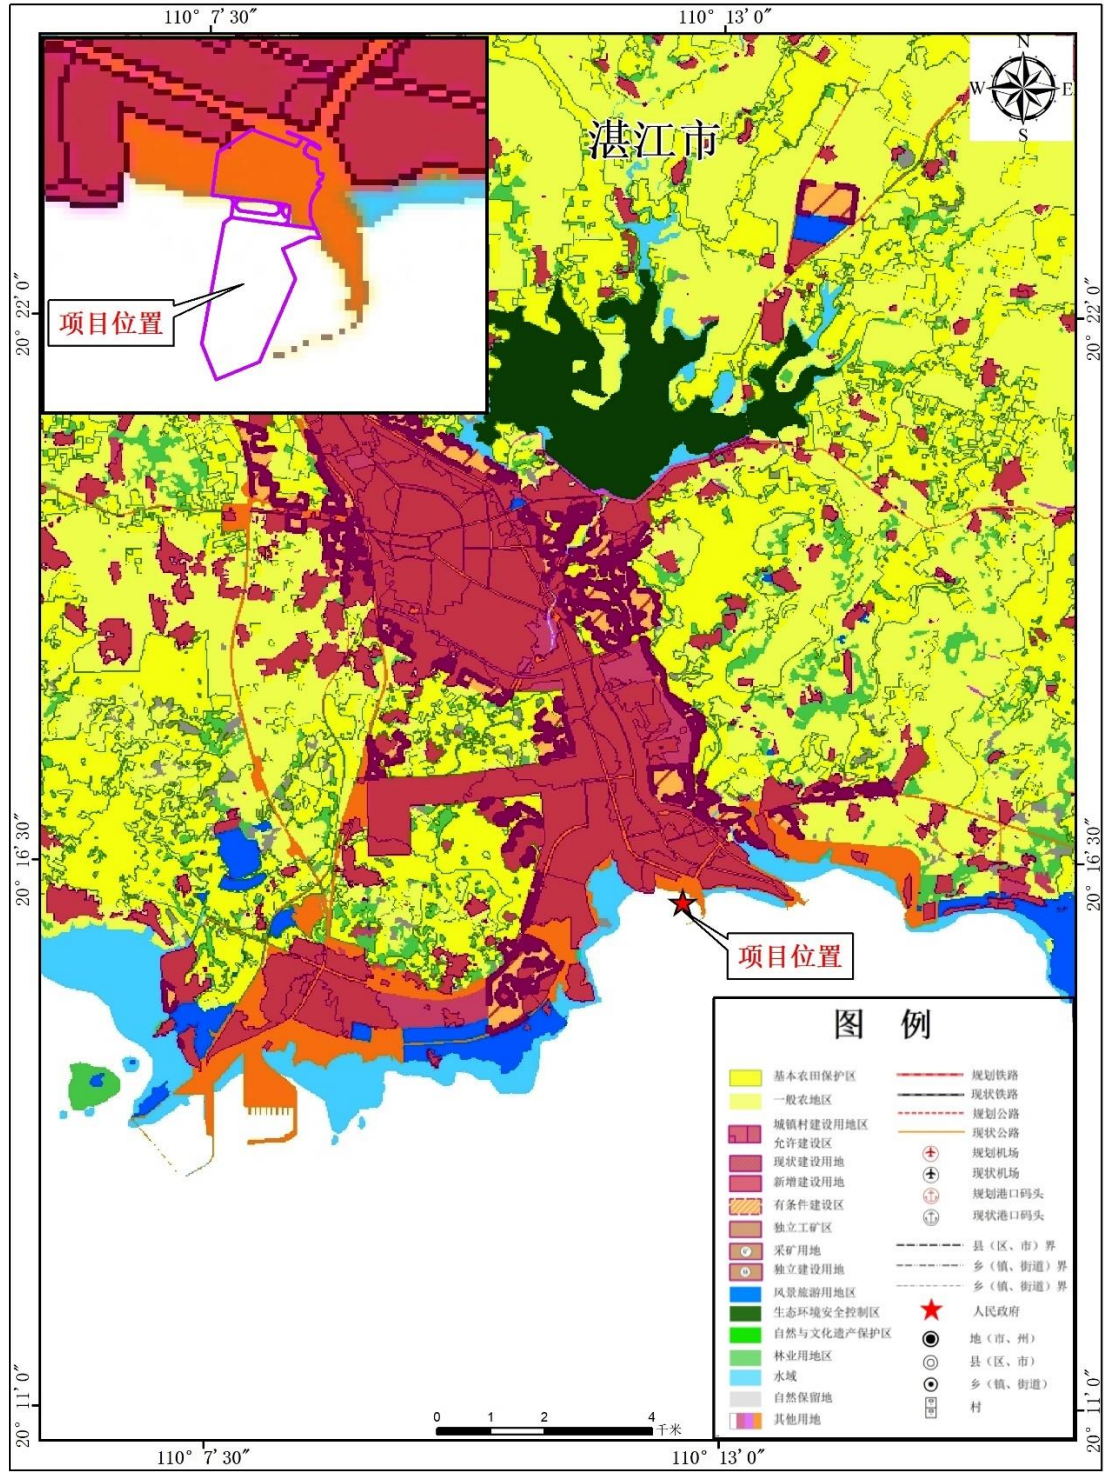 110° 7′30″
110° 13′0″
N
W
E
S
湛江市
项目位置
20° 22′0″
20° 22′0″
20° 16′30″
20° 16′30″
项目位置
图 例
基本农田保护区
一般农地区
城镇村建设用地区
允许建设区
现状建设用地
新增建设用地
有条件建设区
独立工矿区
采矿用地
独立建设用地
风景旅游用地区
生态环境安全控制区
自然与文化遗产保护区
林业用地区
水域
自然保留地
其他用地
规划铁路
现状铁路
规划公路
现状公路
规划机场
现状机场
规划港口码头
现状港口码头
县（区、市）界
乡（镇、街道）界
乡（镇、街道）界
人民政府
地（市、州）
县（区、市）
乡（镇、街道）
村
0 1 2 4
千米
20° 11′0″
20° 11′0″
110° 7′30″
110° 13′0″